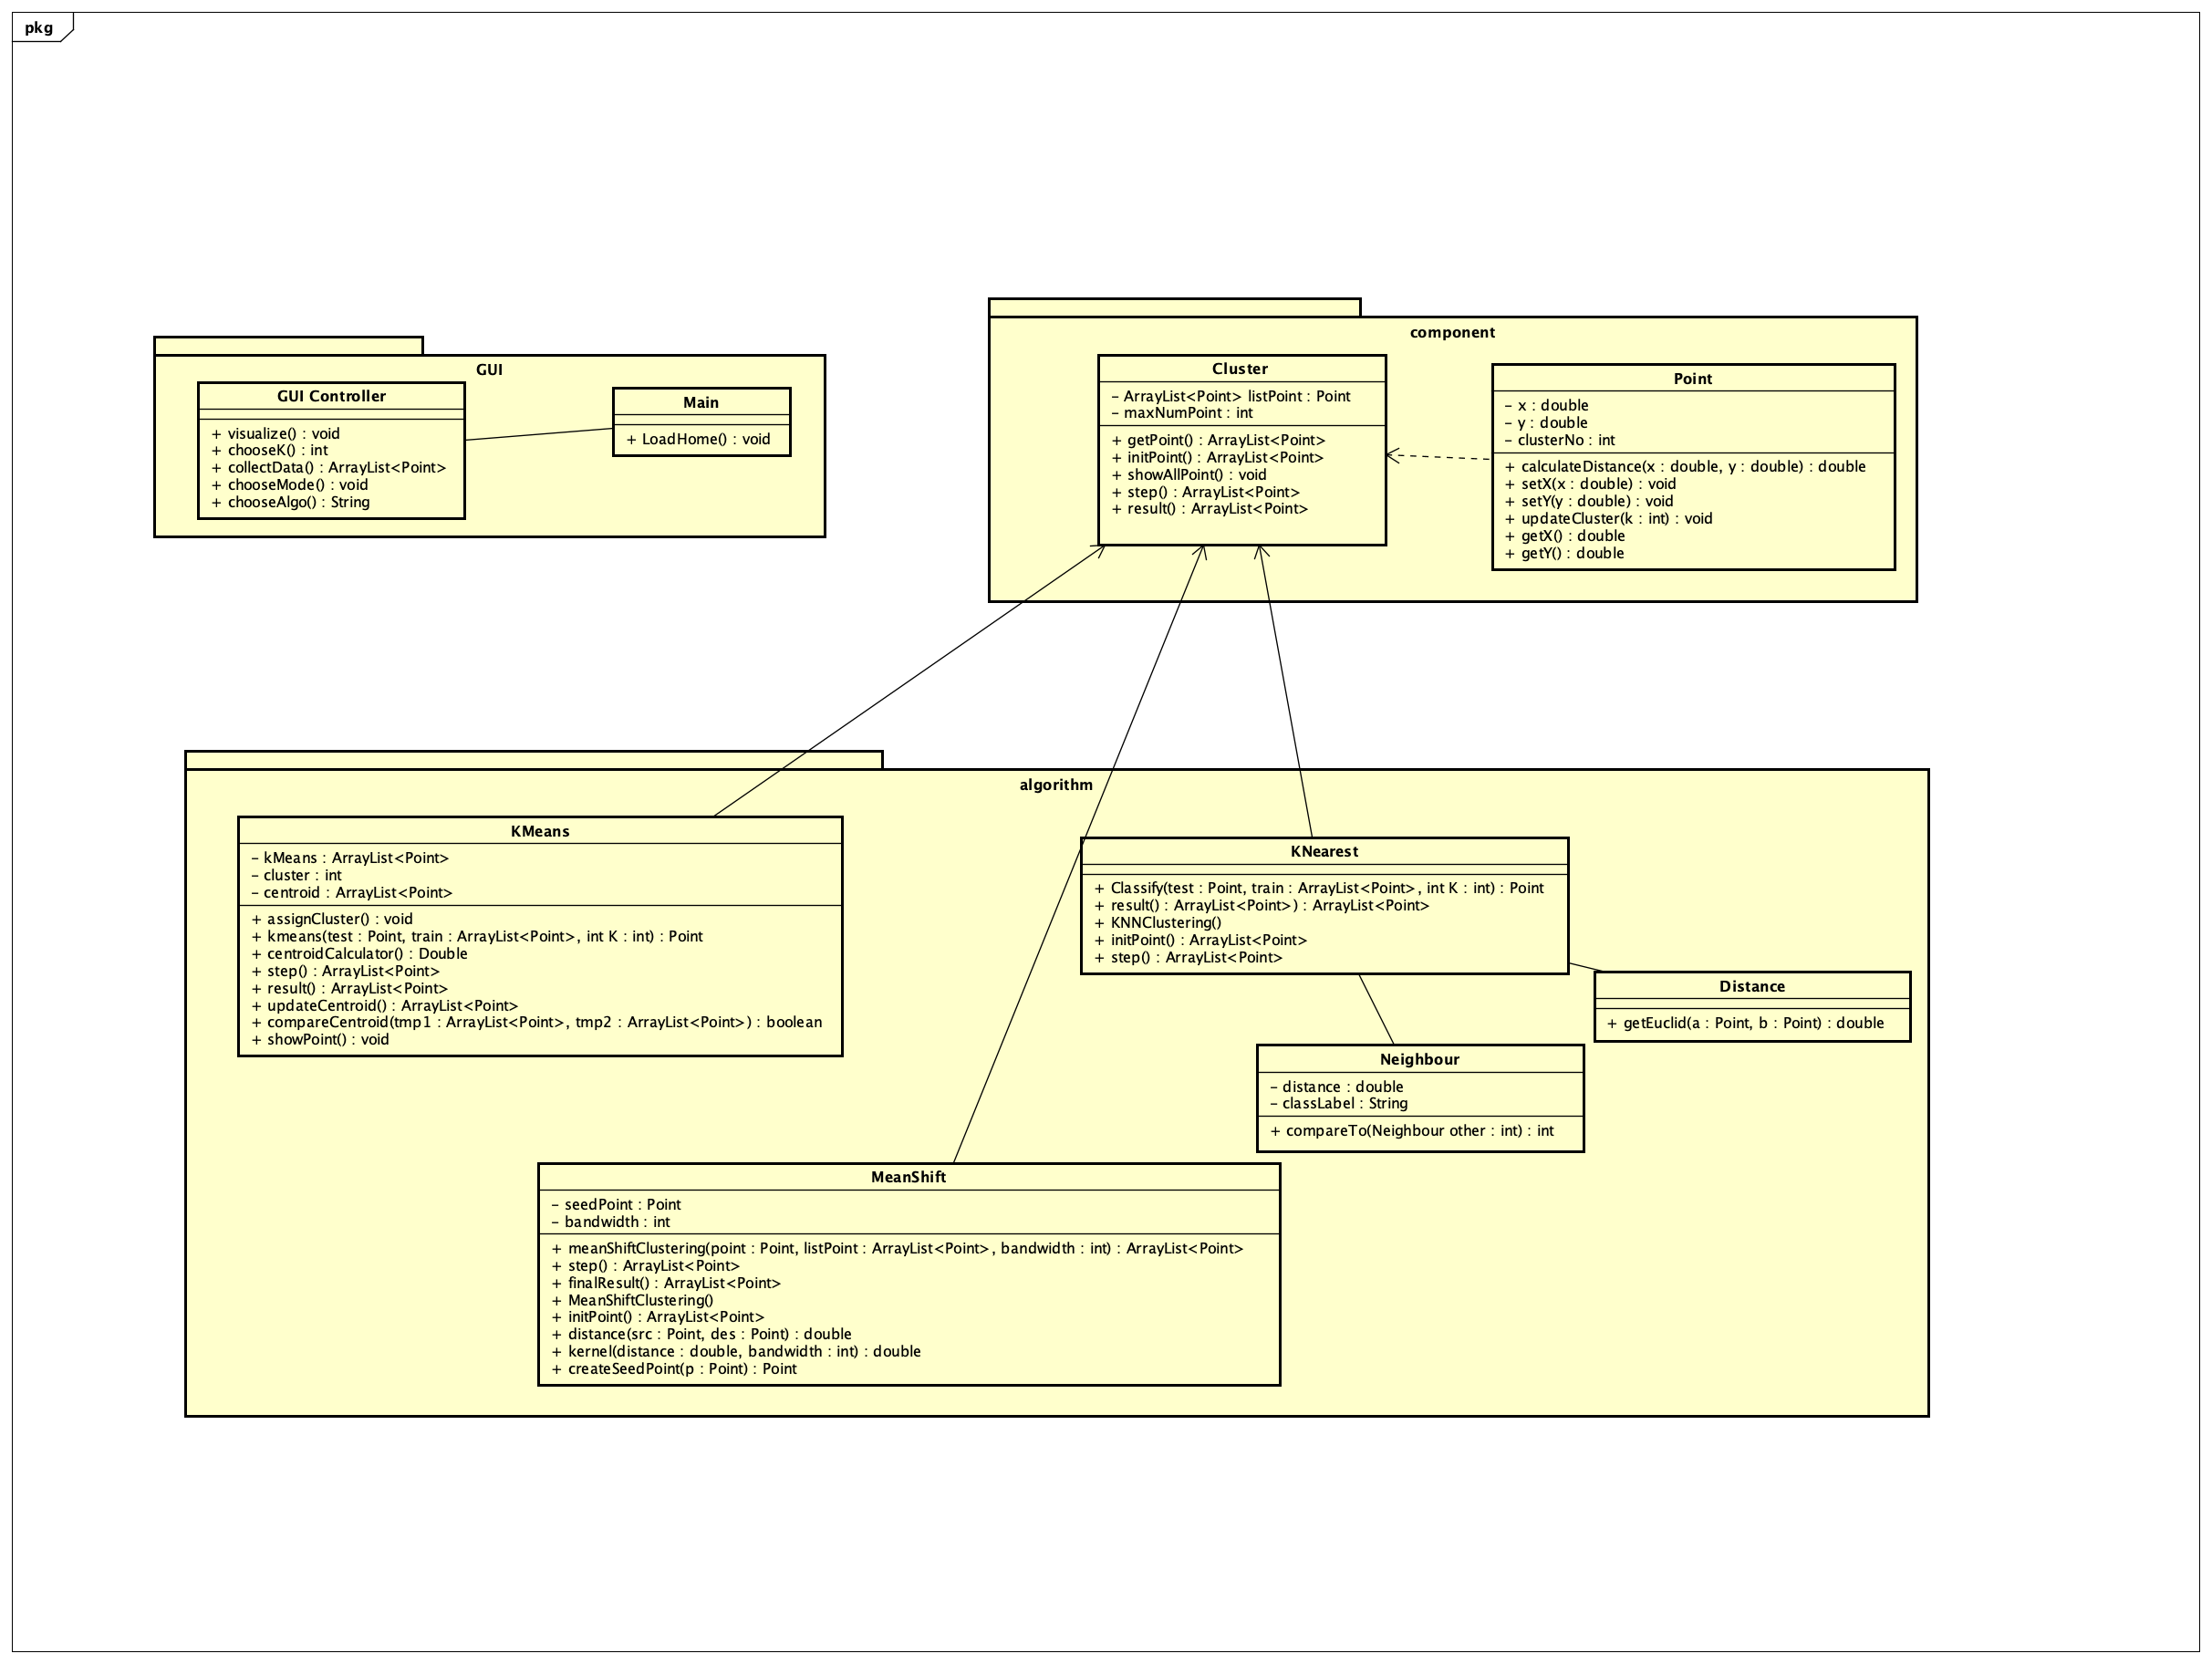 pkg
GUI
GUI Controller
+ visualize() : void
+ chooseK() : int
+ collectData() : ArrayList<Point>
+ chooseMode() : void
+ chooseAlgo() : String
Main
+ LoadHome() : void
component
Cluster
– ArrayList<Point> listPoint : Point
– maxNumPoint : int
+ getPoint() : ArrayList<Point>
+ initPoint() : ArrayList<Point>
+ showAllPoint() : void
+ step() : ArrayList<Point>
+ result() : ArrayList<Point>
Point
– x : double
– y : double
– clusterNo : int
+ calculateDistance(x : double, y : double) : double
+ setX(x : double) : void
+ setY(y : double) : void
+ updateCluster(k : int) : void
+ getX() : double
+ getY() : double
algorithm
KMeans
– kMeans : ArrayList<Point>
– cluster : int
– centroid : ArrayList<Point>
+ assignCluster() : void
+ kmeans(test : Point, train : ArrayList<Point>, int K : int) : Point
+ centroidCalculator() : Double
+ step() : ArrayList<Point>
+ result() : ArrayList<Point>
+ updateCentroid() : ArrayList<Point>
+ compareCentroid(tmp1 : ArrayList<Point>, tmp2 : ArrayList<Point>) : boolean
+ showPoint() : void
KNearest
+ Classify(test : Point, train : ArrayList<Point>, int K : int) : Point
+ result() : ArrayList<Point>) : ArrayList<Point>
+ KNNClustering()
+ initPoint() : ArrayList<Point>
+ step() : ArrayList<Point>
Distance
+ getEuclid(a : Point, b : Point) : double
Neighbour
– distance : double
– classLabel : String
+ compareTo(Neighbour other : int) : int
MeanShift
– seedPoint : Point
– bandwidth : int
+ meanShiftClustering(point : Point, listPoint : ArrayList<Point>, bandwidth : int) : ArrayList<Point>
+ step() : ArrayList<Point>
+ finalResult() : ArrayList<Point>
+ MeanShiftClustering()
+ initPoint() : ArrayList<Point>
+ distance(src : Point, des : Point) : double
+ kernel(distance : double, bandwidth : int) : double
+ createSeedPoint(p : Point) : Point